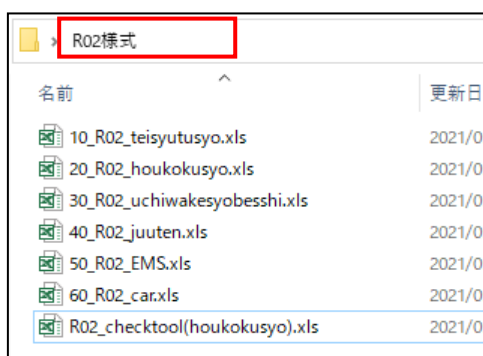 R02様式
名前
更新日
10_R02_teisyutusyo.xls
2021/0
20_R02_houkokusyo.xls
2021/0
30_R02_uchiwakesyobesshi.xls
2021/0
40_R02_juuten.xls
2021/0
50_R02_EMS.xls
2021/0
60_R02_car.xls
2021/0
R02_checktool(houkokusyo).xls
2021/0